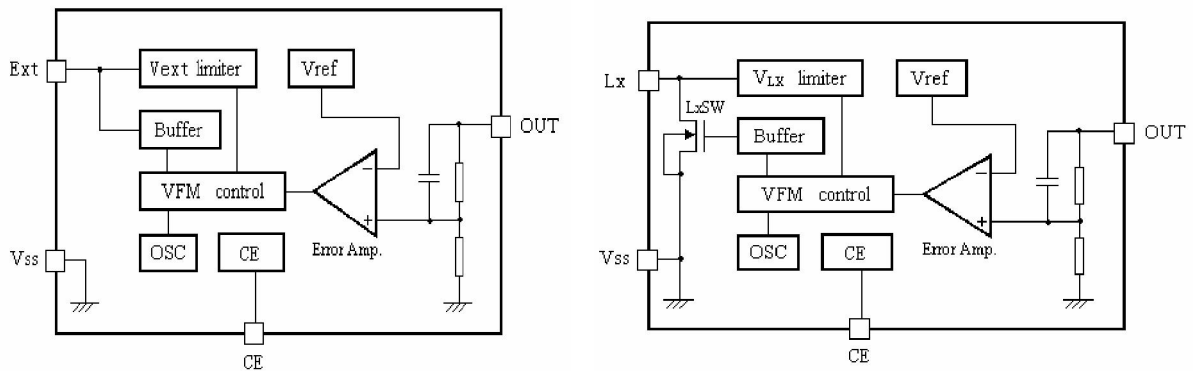 Ext
Vext limiter
Vref
Buffer
OUT
−
VFM control
+
Error Amp.
Vss
OSC
CE
CE
Lx
VLx limiter
Vref
LxSW
Buffer
OUT
−
VFM control
+
Error Amp.
Vss
OSC
CE
CE